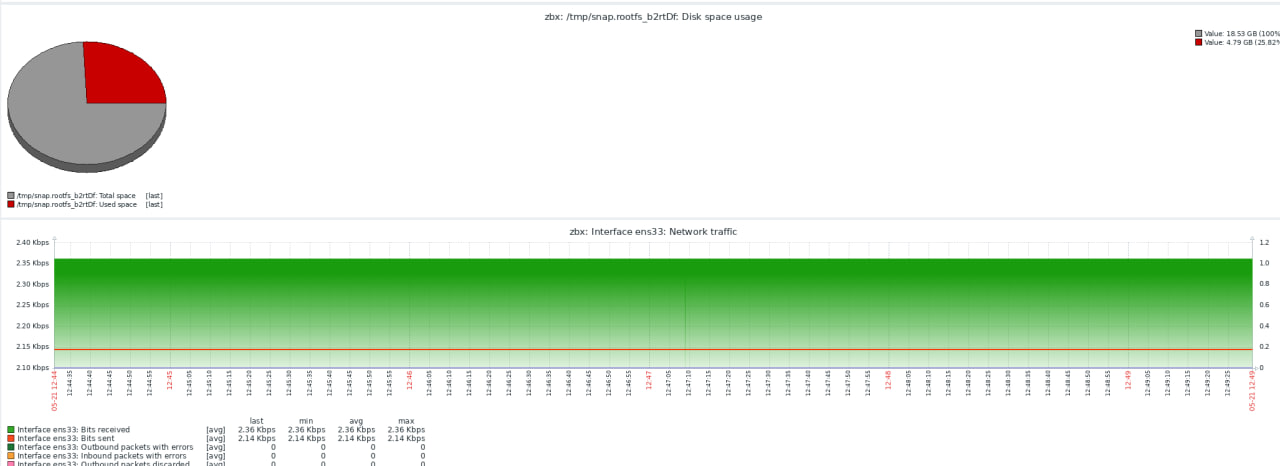 zbx: /tmp/snap.rootfs_b2rtDf: Disk space usage
Value: 18.53 GB (100%
Value: 4.79 GB (25.82%
/tmp/snap.rootfs_b2rtDf: Total space [last]
/tmp/snap.rootfs_b2rtDf: Used space [last]
zbx: Interface ens33: Network traffic
2.40 Kbps 1.2
2.35 Kbps 1.0
2.30 Kbps 0.8
2.25 Kbps 0.6
2.20 Kbps 0.4
2.15 Kbps 0.2
2.10 Kbps 0
05-21 12:44 12:44:35 12:44:40 12:44:45 12:44:50 12:44:55 12:45 12:45:05 12:45:10 12:45:15 12:45:20 12:45:25 12:45:30 12:45:35 12:45:40 12:45:45 12:45:50 12:45:55 12:46 12:46:05 12:46:10 12:46:15 12:46:20 12:46:25 12:46:30 12:46:35 12:46:40 12:46:45 12:46:50 12:46:55 12:47 12:47:05 12:47:10 12:47:15 12:47:20 12:47:25 12:47:30 12:47:35 12:47:40 12:47:45 12:47:50 12:47:55 12:48 12:48:05 12:48:10 12:48:15 12:48:20 12:48:25 12:48:30 12:48:35 12:48:40 12:48:45 12:48:50 12:48:55 12:49 12:49:05 12:49:10 12:49:15 12:49:20 12:49:25 05-21 12:49
last min avg max
Interface ens33: Bits received [avg] 2.36 Kbps 2.36 Kbps 2.36 Kbps 2.36 Kbps
Interface ens33: Bits sent [avg] 2.14 Kbps 2.14 Kbps 2.14 Kbps 2.14 Kbps
Interface ens33: Outbound packets with errors [avg] 0 0 0 0
Interface ens33: Inbound packets with errors [avg] 0 0 0 0
Interface ens33: Outbound packets discarded [avg] 0 0 0 0